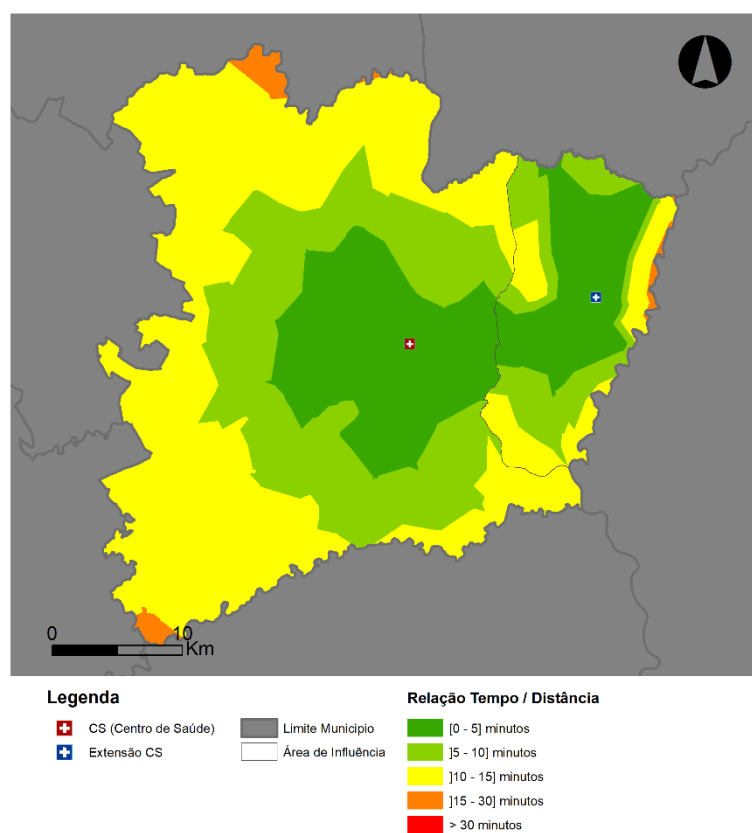 0 10
Km
Legenda
CS (Centro de Saúde)
Extensão CS
Limite Municipio
Área de Influência
Relação Tempo / Distância
[0 - 5] minutos
]5 - 10] minutos
]10 - 15] minutos
]15 - 30] minutos
> 30 minutos